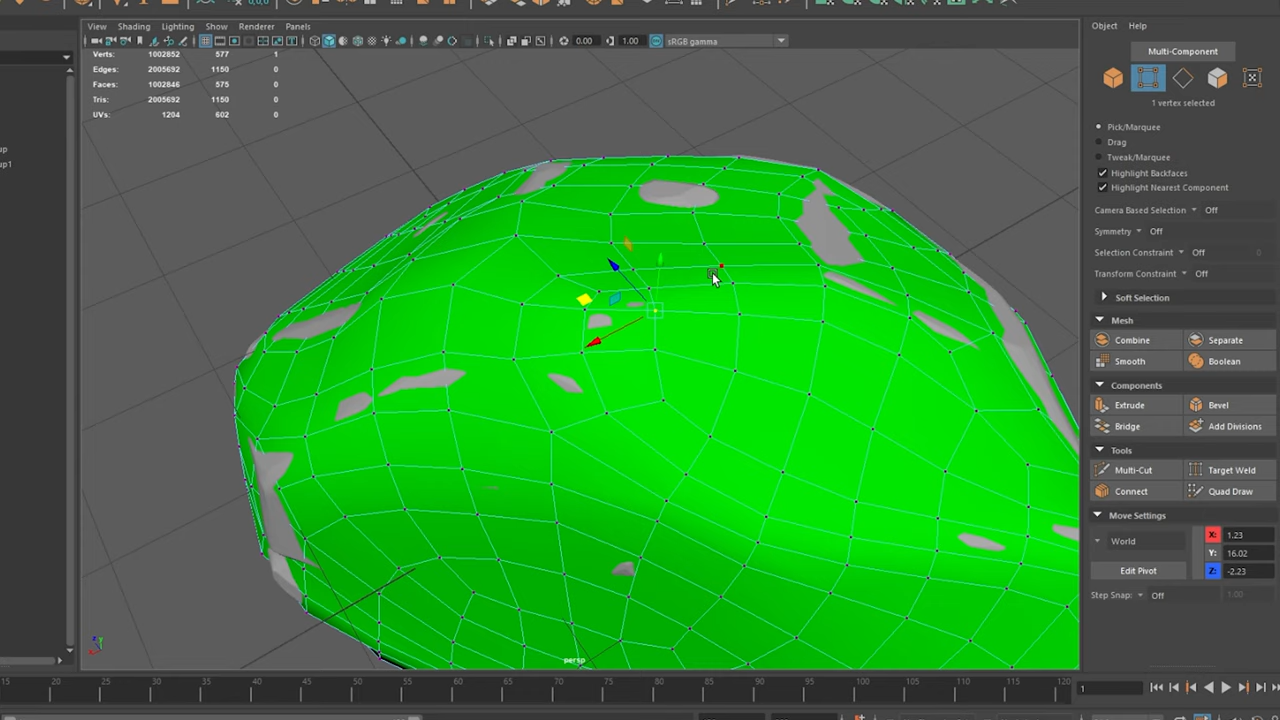 View Shading Lighting Show Renderer Panels
0.00 1.00 sRGB gamma
Verts: 1002852 577 1
Edges: 2005692 1150 0
Faces: 1002846 575 0
Tris: 2005692 1150 0
UVs: 1204 602 0
up
up1
persp
Object Help
Multi-Component
1 vertex selected
Pick/Marquee
Drag
Tweak/Marquee
Highlight Backfaces
Highlight Nearest Component
Camera Based Selection Off
Symmetry Off
Selection Constraint Off 0
Transform Constraint Off
Soft Selection
Mesh
Combine Separate
Smooth Boolean
Components
Extrude Bevel
Bridge Add Divisions
Tools
Multi-Cut Target Weld
Connect Quad Draw
Move Settings
World X: 1.23
Y: 16.02
Edit Pivot Z: -2.23
Step Snap: Off 1.00
15 20 25 30 35 40 45 50 55 60 65 70 75 80 85 90 95 100 105 110 115 120
1